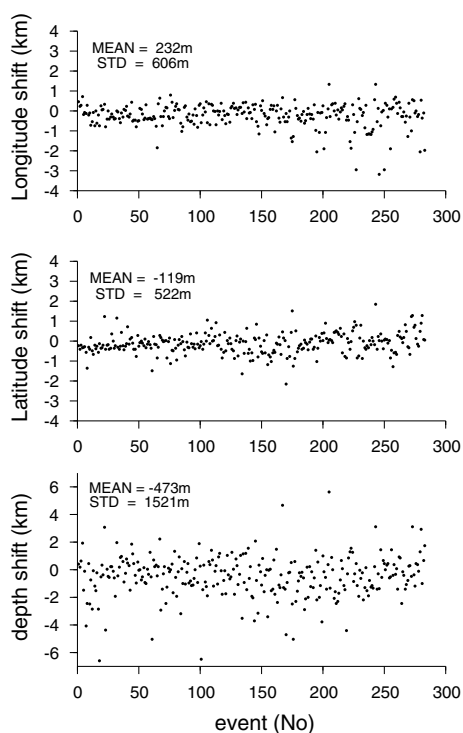 Longitude shift (km)
MEAN = 232m
STD = 606m
4
3
2
1
0
-1
-2
-3
-4
0 50 100 150 200 250 300
Latitude shift (km)
MEAN = -119m
STD = 522m
4
3
2
1
0
-1
-2
-3
-4
0 50 100 150 200 250 300
depth shift (km)
MEAN = -473m
STD = 1521m
6
4
2
0
-2
-4
-6
0 50 100 150 200 250 300
event (No)